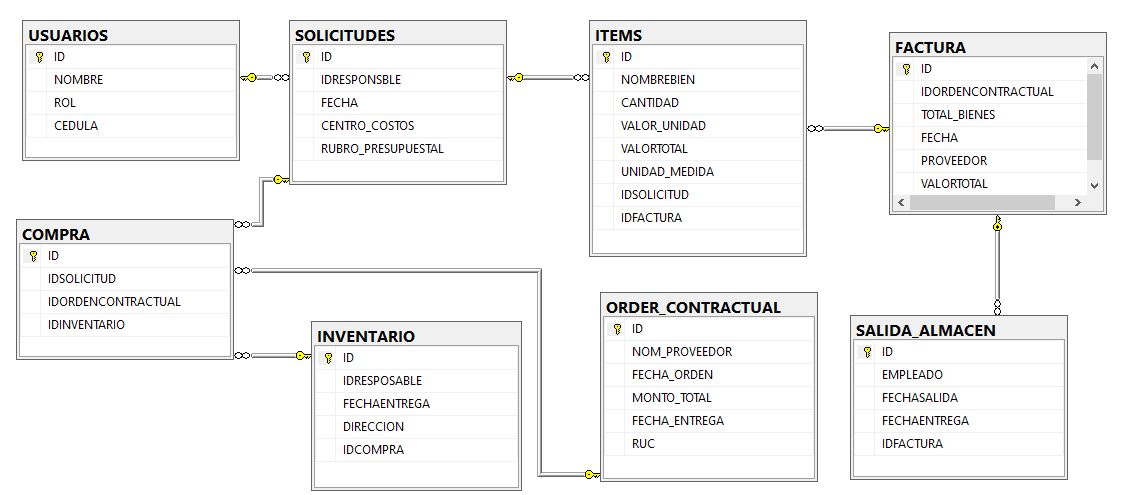 USUARIOS
ID
NOMBRE
ROL
CEDULA
SOLICITUDES
ID
IDRESPONSBLE
FECHA
CENTRO_COSTOS
RUBRO_PRESUPUESTAL
ITEMS
ID
NOMBREBIEN
CANTIDAD
VALOR_UNIDAD
VALORTOTAL
UNIDAD_MEDIDA
IDSOLICITUD
IDFACTURA
FACTURA
ID
IDORDENCONTRACTUAL
TOTAL_BIENES
FECHA
PROVEEDOR
VALORTOTAL
COMPRA
ID
IDSOLICITUD
IDORDENCONTRACTUAL
IDINVENTARIO
INVENTARIO
ID
IDRESPOSABLE
FECHAENTREGA
DIRECCION
IDCOMPRA
ORDER_CONTRACTUAL
ID
NOM_PROVEEDOR
FECHA_ORDEN
MONTO_TOTAL
FECHA_ENTREGA
RUC
SALIDA_ALMACEN
ID
EMPLEADO
FECHASALIDA
FECHAENTREGA
IDFACTURA